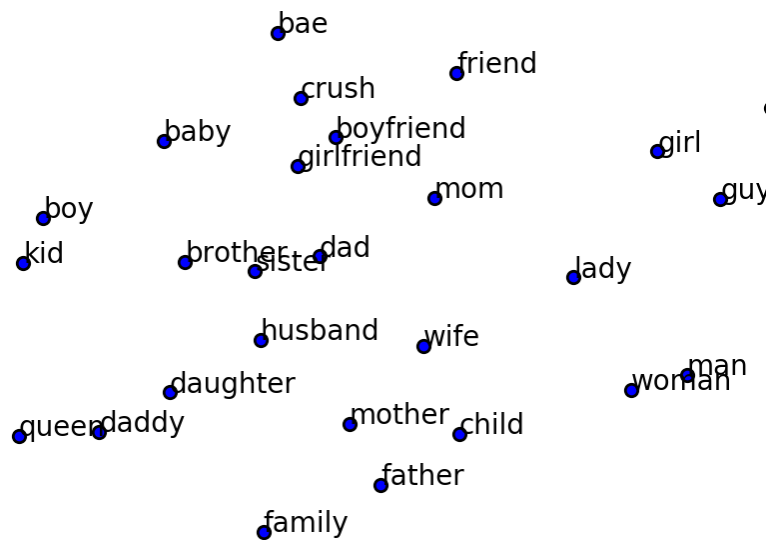 bae
friend
crush
boyfriend
baby
girl
girlfriend
mom
guy
boy
kid
brother
sister
dad
lady
husband
wife
man
woman
daughter
mother
child
queen
daddy
father
family